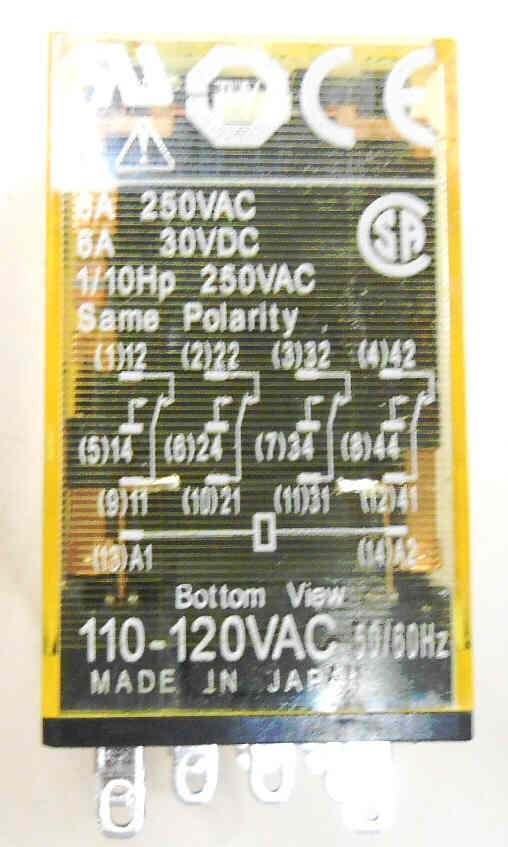 CE
6A 250VAC
6A 30VDC
1/10Hp 250VAC
Same Polarity
(1)12 (2)22 (3)32 (4)42
(5)14 (6)24 (7)34 (8)44
(9)11 (10)21 (11)31 (12)41
-(13)A1 (14)A2-
Bottom View
110-120VAC 50/60Hz
MADE IN JAPAN